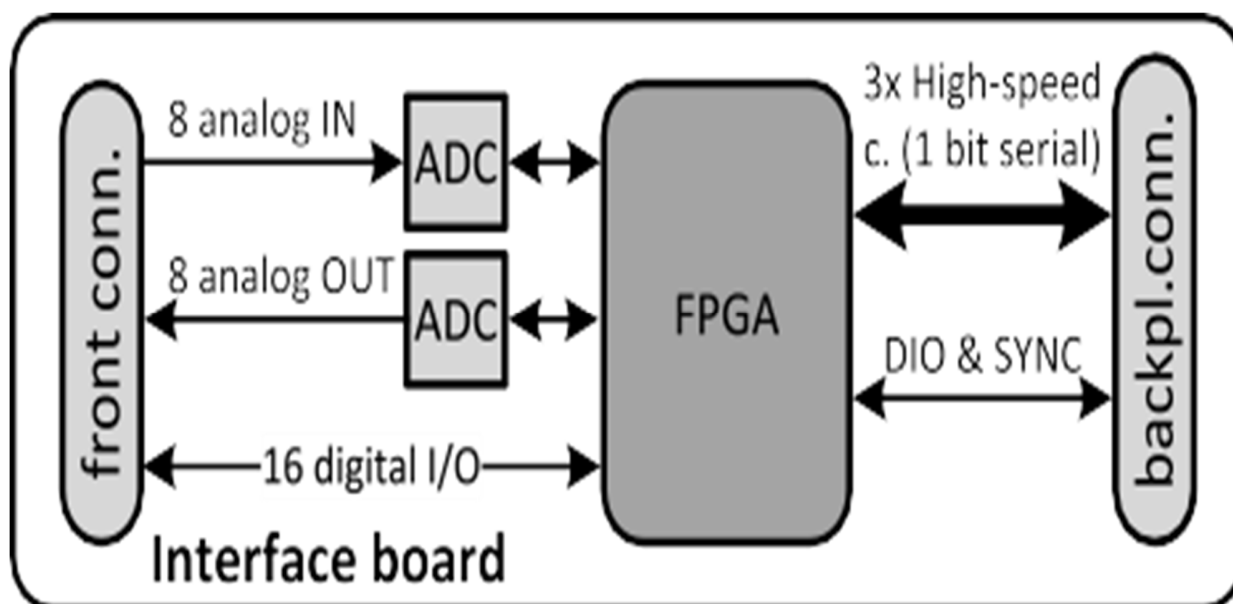 front conn.
8 analog IN
ADC
8 analog OUT
ADC
16 digital I/O
Interface board
FPGA
3x High-speed
c. (1 bit serial)
DIO & SYNC
backpl.conn.